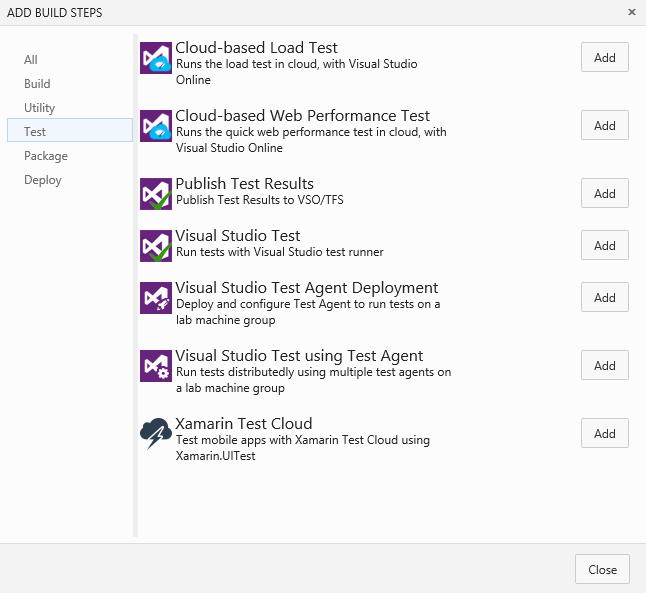 ADD BUILD STEPS
×
All
Build
Utility
Test
Package
Deploy
Cloud-based Load Test
Runs the load test in cloud, with Visual Studio
Online
Add
Cloud-based Web Performance Test
Runs the quick web performance test in cloud, with
Visual Studio Online
Add
Publish Test Results
Publish Test Results to VSO/TFS
Add
Visual Studio Test
Run tests with Visual Studio test runner
Add
Visual Studio Test Agent Deployment
Deploy and configure Test Agent to run tests on a
lab machine group
Add
Visual Studio Test using Test Agent
Run tests distributedly using multiple test agents on
a lab machine group
Add
Xamarin Test Cloud
Test mobile apps with Xamarin Test Cloud using
Xamarin.UITest
Add
Close